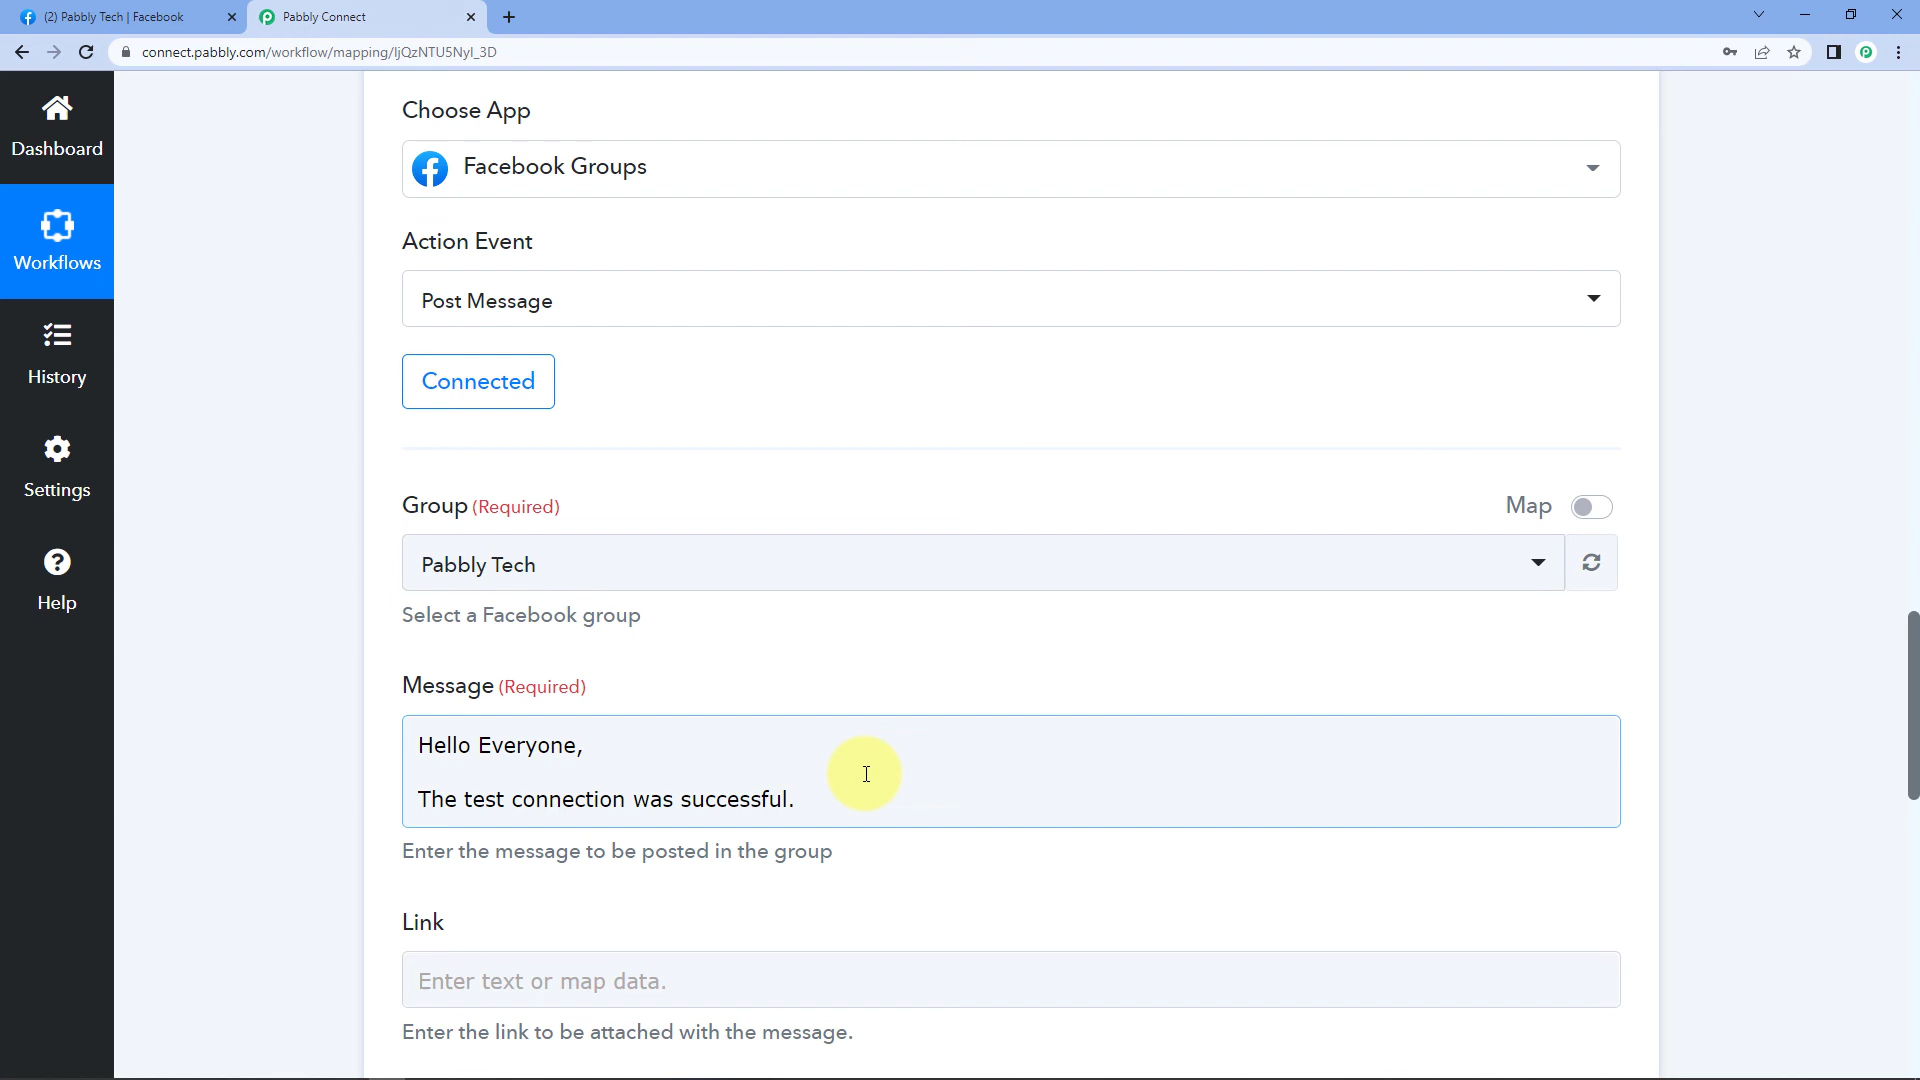 (2) Pabbly Tech | Facebook
Pabbly Connect
connect.pabbly.com/workflow/mapping/IjQzNTU5NyI_3D
Dashboard
Workflows
History
Settings
Help
Choose App
Facebook Groups
Action Event
Post Message
Connected
Group (Required)
Map
Pabbly Tech
Select a Facebook group
Message (Required)
Hello Everyone,
The test connection was successful.
Enter the message to be posted in the group
Link
Enter text or map data.
Enter the link to be attached with the message.